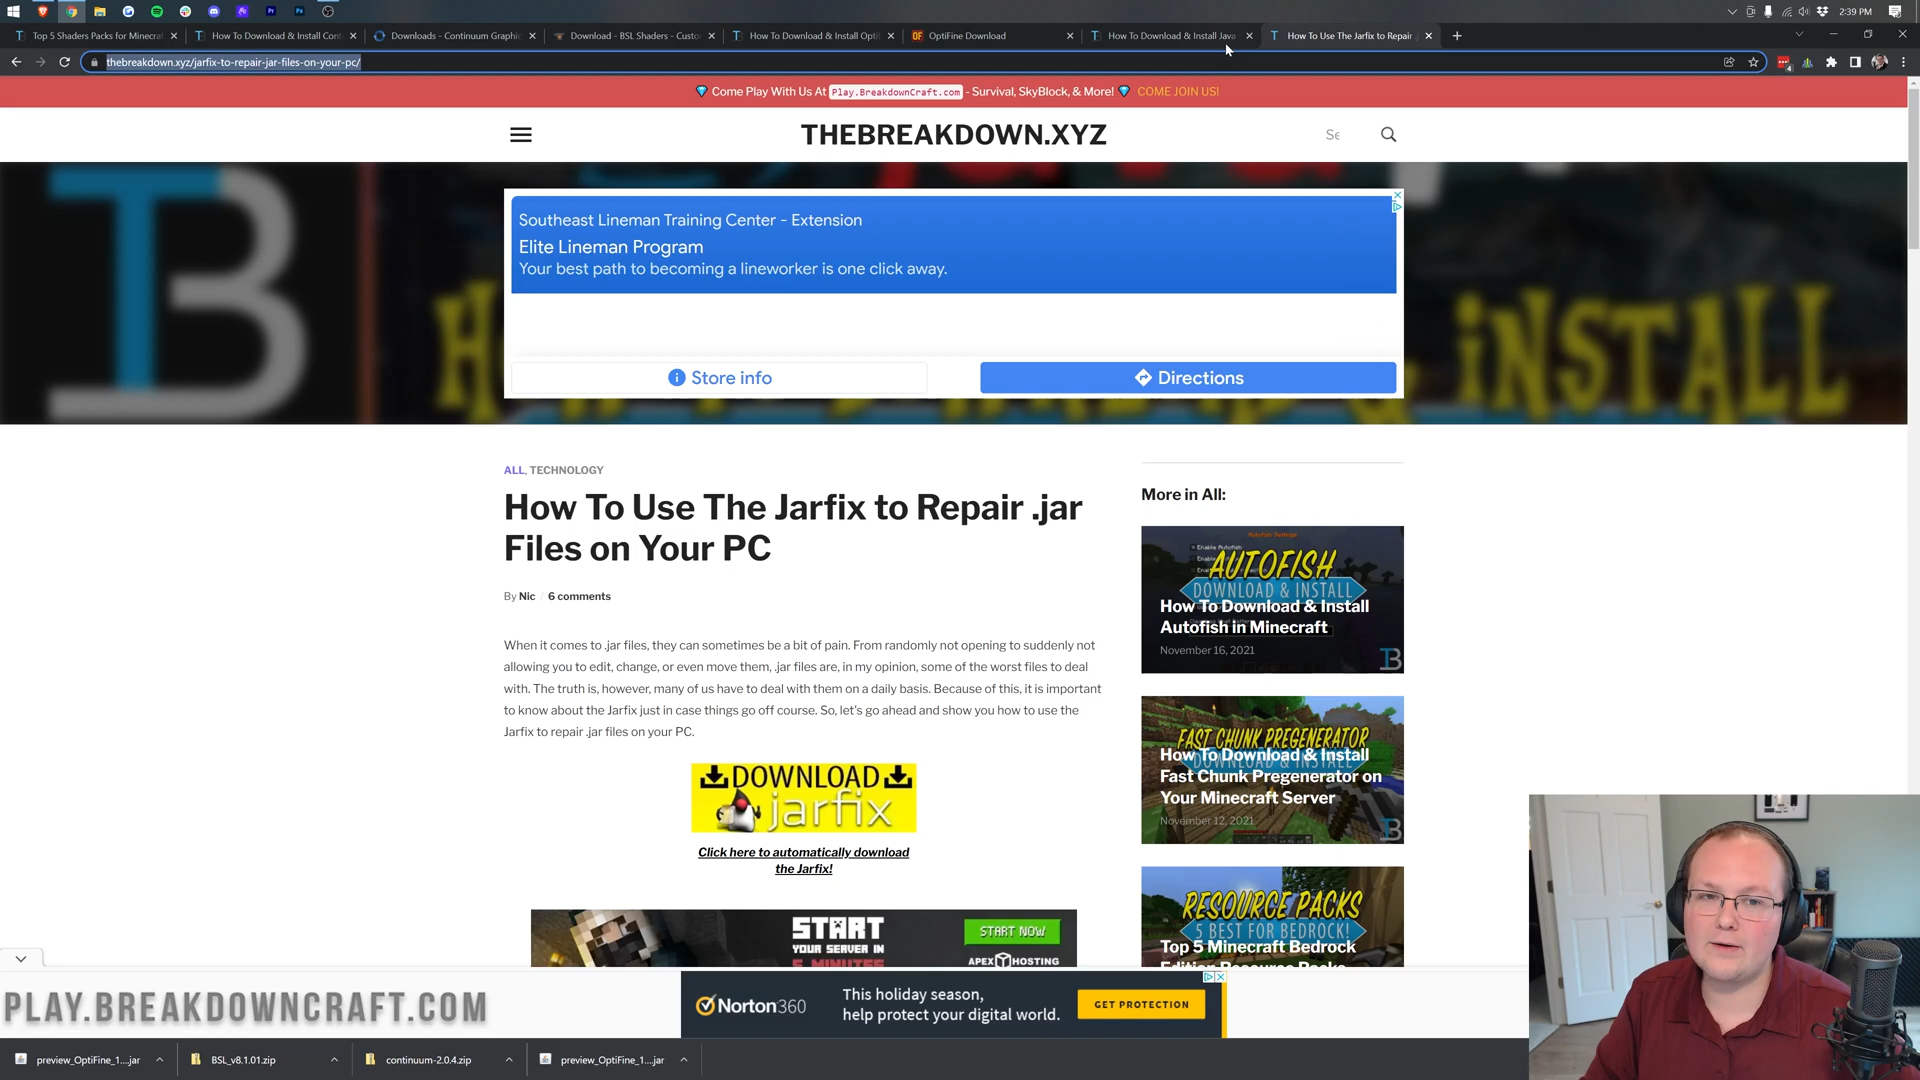 2:39 PM
Top 5 Shaders Packs for Minecraf
How To Download & Install Cont
Downloads - Continuum Graphic
Download - BSL Shaders - Custo
How To Download & Install Opti
OptiFine Download
How To Download & Install Java
How To Use The Jarfix to Repair .j
thebreakdown.xyz/jarfix-to-repair-jar-files-on-your-pc/
Come Play With Us At Play.BreakdownCraft.com - Survival, SkyBlock, & More! COME JOIN US!
THEBREAKDOWN.XYZ
Se
Southeast Lineman Training Center - Extension
Elite Lineman Program
Your best path to becoming a lineworker is one click away.
Store info
Directions
INSTALL
ALL, TECHNOLOGY
How To Use The Jarfix to Repair .jar
Files on Your PC
By Nic / 6 comments
When it comes to .jar files, they can sometimes be a bit of pain. From randomly not opening to suddenly not
allowing you to edit, change, or even move them, .jar files are, in my opinion, some of the worst files to deal
with. The truth is, however, many of us have to deal with them on a daily basis. Because of this, it is important
to know about the Jarfix just in case things go off course. So, let's go ahead and show you how to use the
Jarfix to repair .jar files on your PC.
DOWNLOAD
jarfix
Click here to automatically download
the Jarfix!
START
YOUR SERVER IN
5 MINUTES
START NOW
APEX HOSTING
More in All:
Autofish Settings
Enable Autofish
AUTOFISH
DOWNLOAD & INSTALL
How To Download & Install
Autofish in Minecraft
November 16, 2021
FAST CHUNK PREGENERATOR
How To Download & Install
Fast Chunk Pregenerator on
Your Minecraft Server
November 12, 2021
RESOURCE PACKS
5 BEST FOR BEDROCK!
Top 5 Minecraft Bedrock
Edition Resource Packs
Norton360
This holiday season,
help protect your digital world.
GET PROTECTION
PLAY.BREAKDOWNCRAFT.COM
preview_OptiFine_1....jar
BSL_v8.1.01.zip
continuum-2.0.4.zip
preview_OptiFine_1....jar